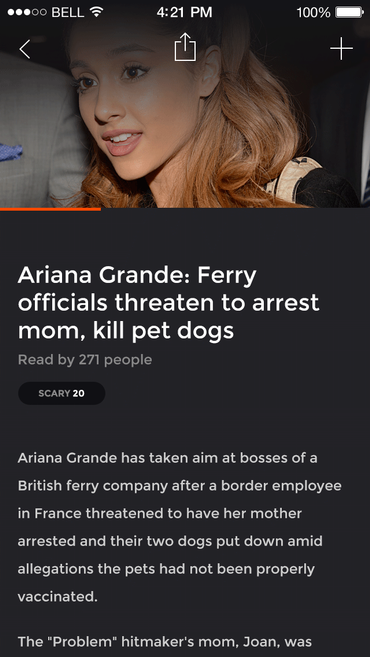 BELL 4:21 PM 100%
Ariana Grande: Ferry
officials threaten to arrest
mom, kill pet dogs
Read by 271 people
SCARY 20
Ariana Grande has taken aim at bosses of a
British ferry company after a border employee
in France threatened to have her mother
arrested and their two dogs put down amid
allegations the pets had not been properly
vaccinated.
The "Problem" hitmaker's mom, Joan, was